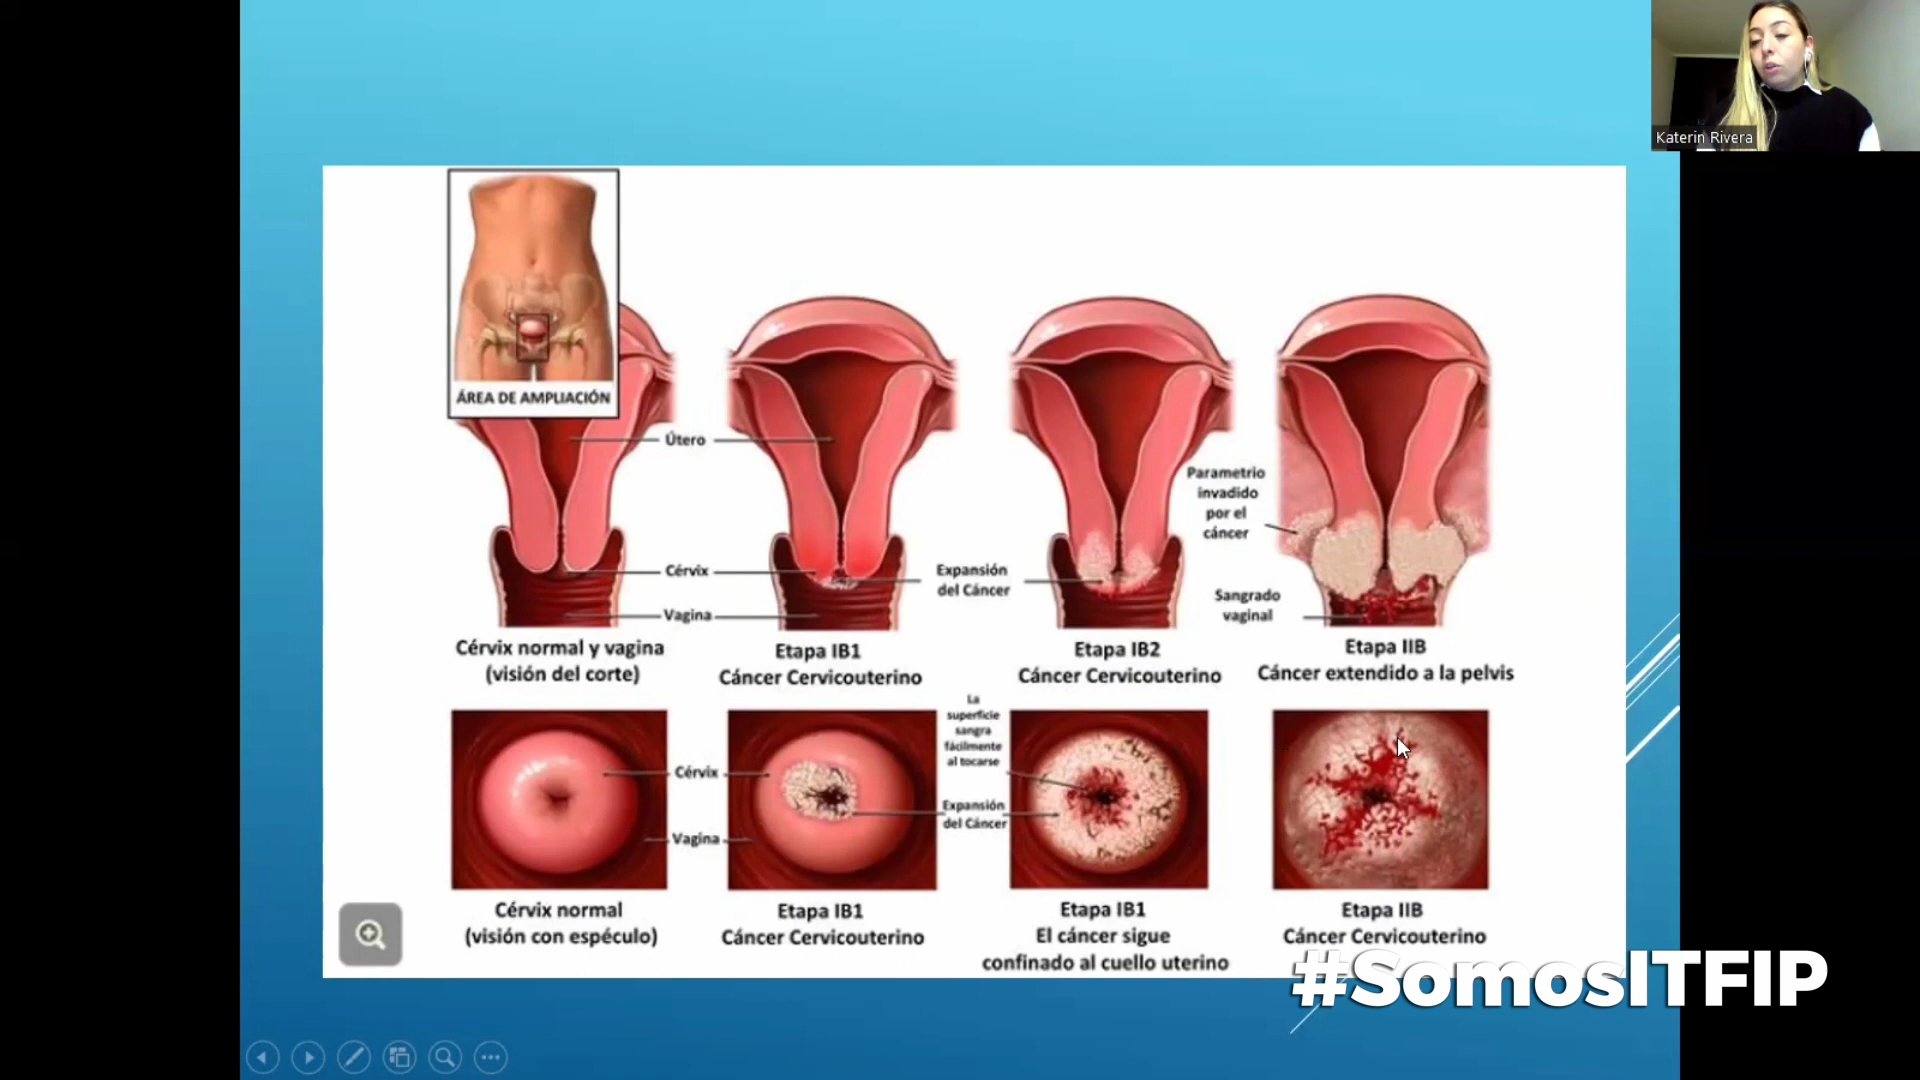 Katerin Rivera
ÁREA DE AMPLIACIÓN
Útero
Cérvix
Vagina
Expansión
del Cáncer
Parametrio
invadido
por el
cáncer
Sangrado
vaginal
Cérvix normal y vagina
(visión del corte)
Etapa IB1
Cáncer Cervicouterino
Etapa IB2
Cáncer Cervicouterino
Etapa IIB
Cáncer extendido a la pelvis
Cérvix
Vagina
La
superficie
sangra
fácilmente
al tocarse
Expansión
del Cáncer
Cérvix normal
(visión con espéculo)
Etapa IB1
Cáncer Cervicouterino
Etapa IB1
El cáncer sigue
confinado al cuello uterino
Etapa IIB
Cáncer Cervicouterino
#SomosITFIP